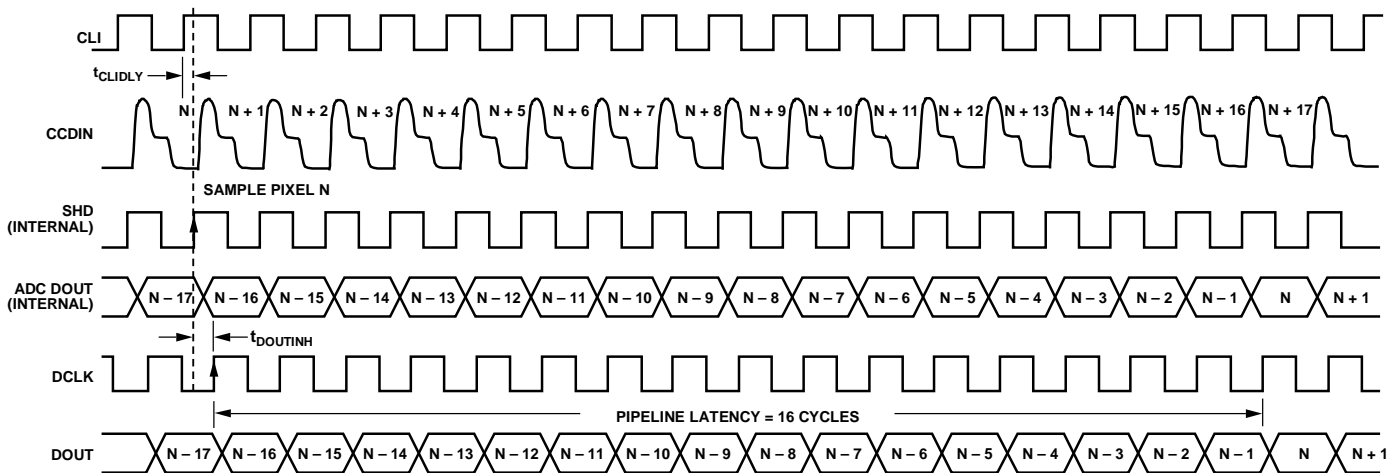 CLI
tCLIDLY
CCDIN
N N + 1 N + 2 N + 3 N + 4 N + 5 N + 6 N + 7 N + 8 N + 9 N + 10 N + 11 N + 12 N + 13 N + 14 N + 15 N + 16 N + 17
SAMPLE PIXEL N
SHD
(INTERNAL)
ADC DOUT
(INTERNAL)
N – 17 N – 16 N – 15 N – 14 N – 13 N – 12 N – 11 N – 10 N – 9 N – 8 N – 7 N – 6 N – 5 N – 4 N – 3 N – 2 N – 1 N N + 1
tDOUTINH
DCLK
PIPELINE LATENCY = 16 CYCLES
DOUT
N – 17 N – 16 N – 15 N – 14 N – 13 N – 12 N – 11 N – 10 N – 9 N – 8 N – 7 N – 6 N – 5 N – 4 N – 3 N – 2 N – 1 N N + 1